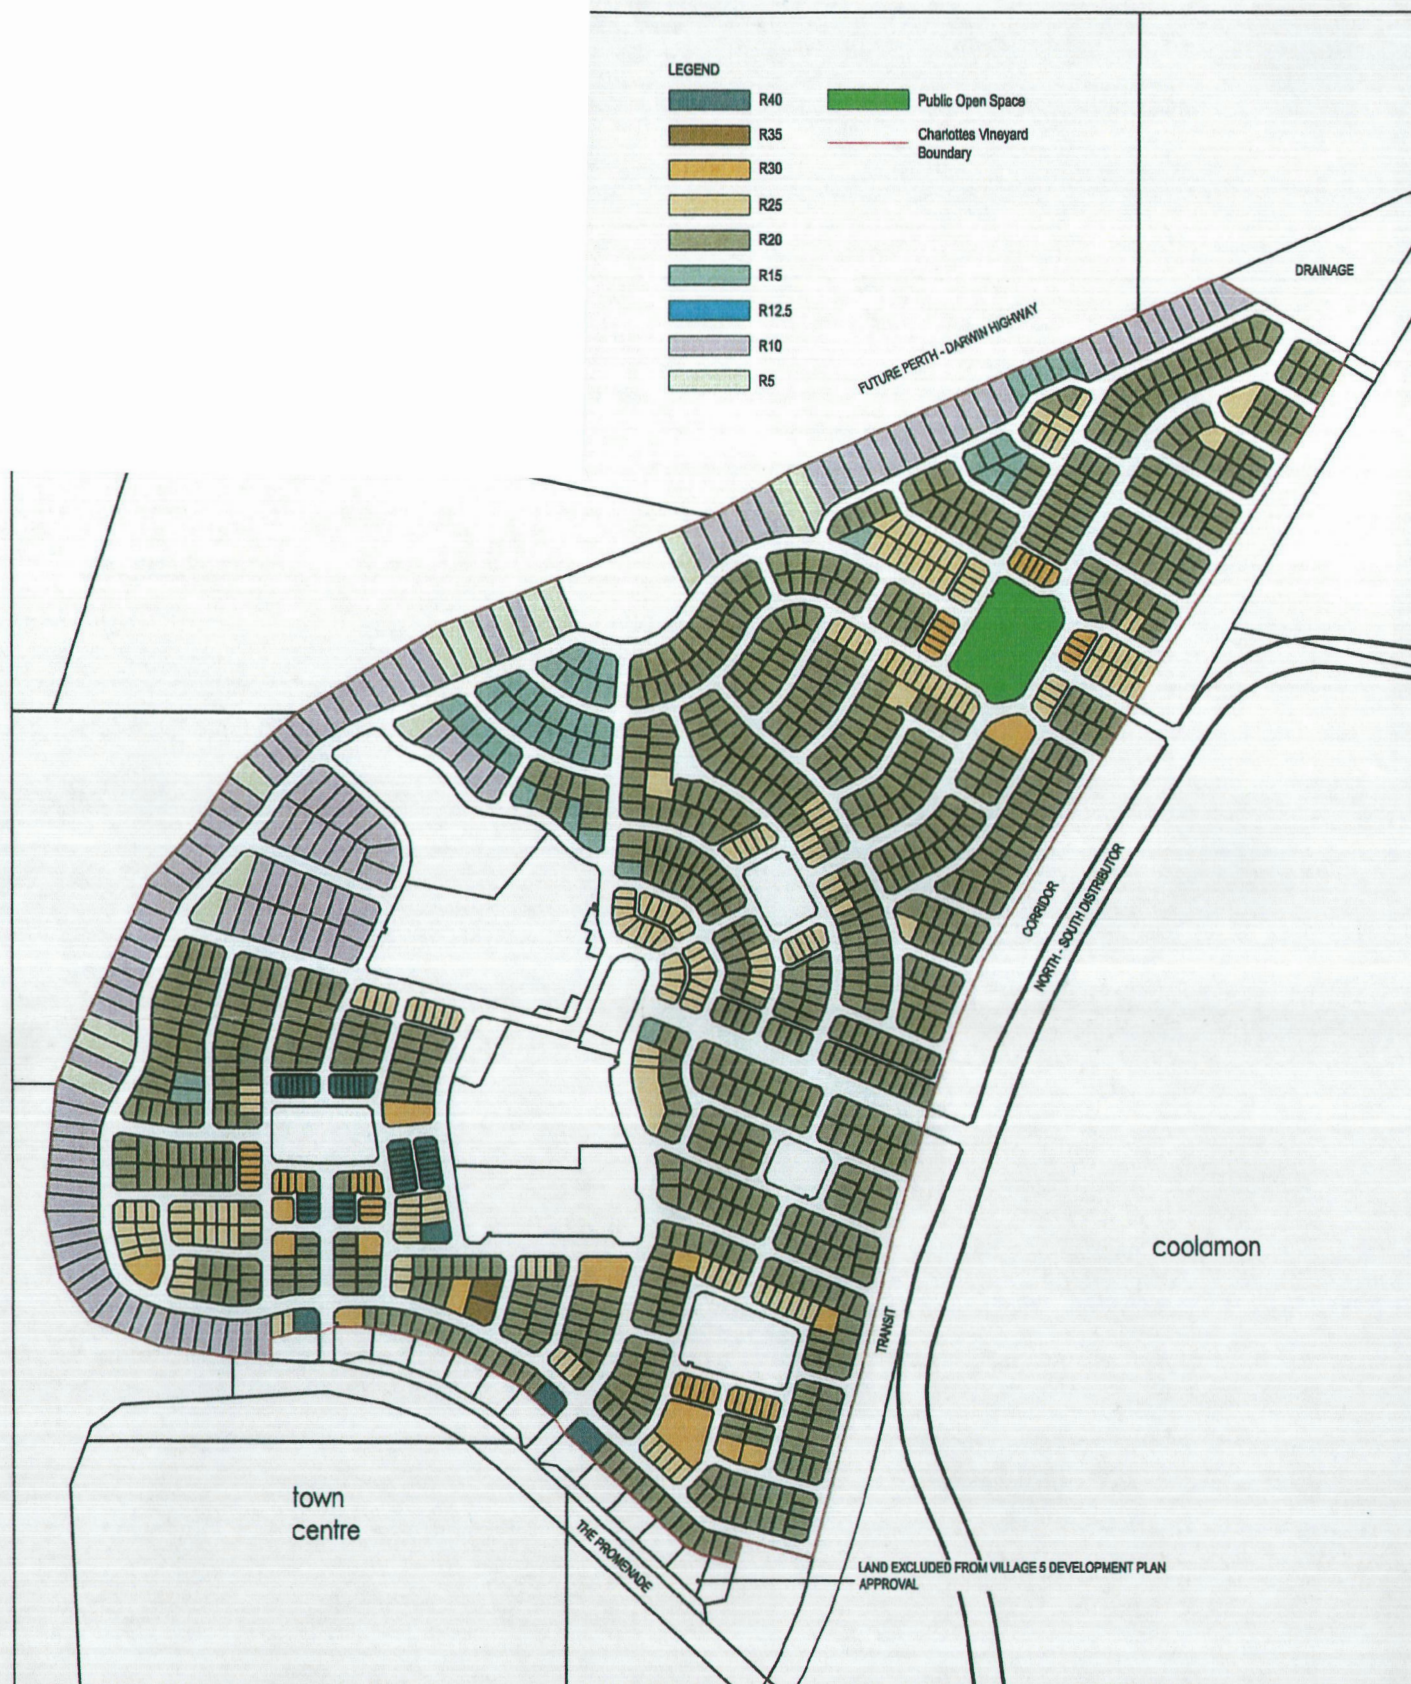 LEGEND
R40
R35
R30
R25
R20
R15
R12.5
R10
R5
Public Open Space
Charlottes Vineyard
Boundary
DRAINAGE
FUTURE PERTH - DARWIN HIGHWAY
CORRIDOR
NORTH - SOUTH DISTRIBUTOR
coolamon
TRANSIT
town
centre
THE PROMENADE
LAND EXCLUDED FROM VILLAGE 5 DEVELOPMENT PLAN
APPROVAL